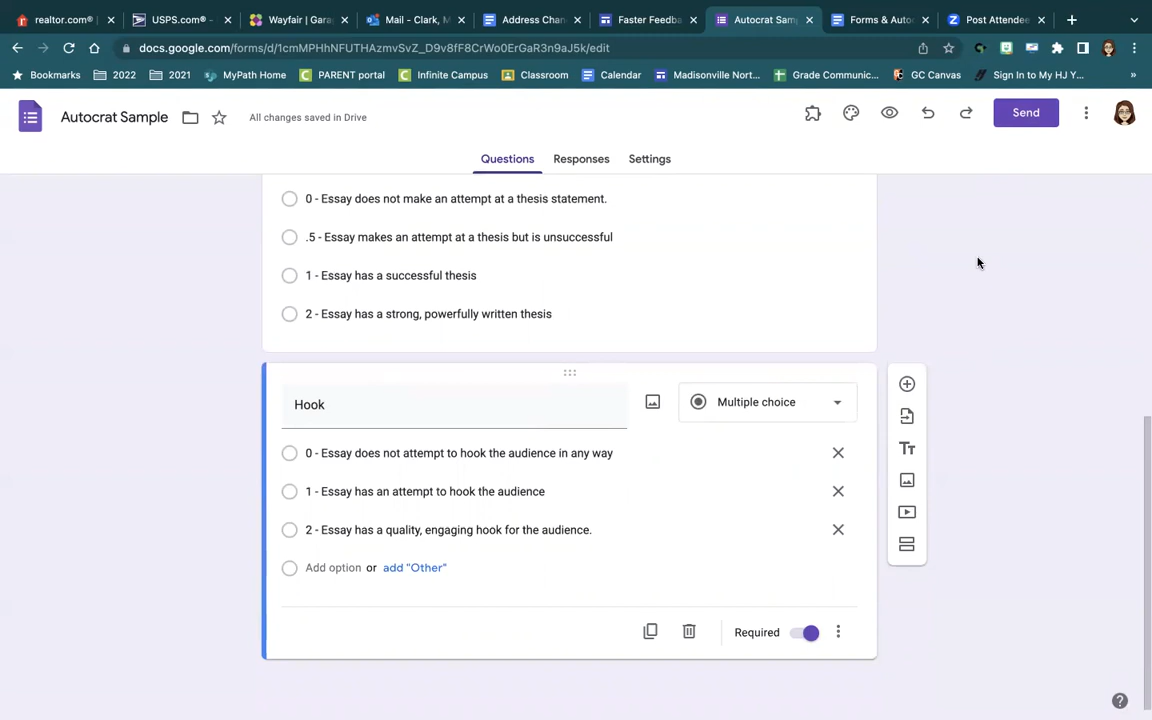 realtor.com®
USPS.com® -
Wayfair | Gara
Mail - Clark, M
Address Chan
Faster Feedba
Autocrat Sam
Forms & Auto
Post Attendee
docs.google.com/forms/d/1cmMPHhNFUTHAzmvSvZ_D9v8fF8CrWo0ErGaR3n9aJ5k/edit
Bookmarks
2022
2021
MyPath Home
PARENT portal
Infinite Campus
Classroom
Calendar
Madisonville Nort...
Grade Communic...
GC Canvas
Sign In to My HJ Y...
»
Autocrat Sample
All changes saved in Drive
Send
Questions
Responses
Settings
0 - Essay does not make an attempt at a thesis statement.
.5 - Essay makes an attempt at a thesis but is unsuccessful
1 - Essay has a successful thesis
2 - Essay has a strong, powerfully written thesis
Hook
Multiple choice
0 - Essay does not attempt to hook the audience in any way
1 - Essay has an attempt to hook the audience
2 - Essay has a quality, engaging hook for the audience.
Add option or add "Other"
Tт
Required